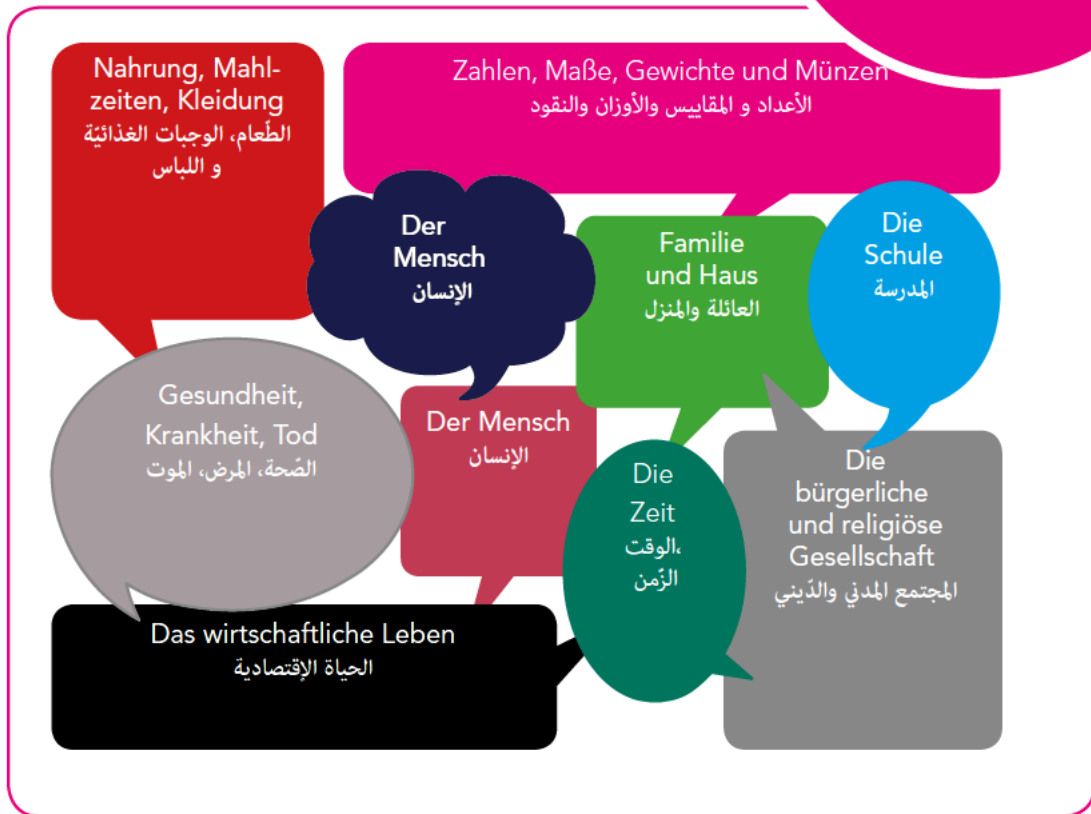 Nahrung, Mahl-
zeiten, Kleidung
الطّعام، الوجبات الغذائيّة
و اللباس
Zahlen, Maße, Gewichte und Münzen
الأعداد و المقاييس والأوزان والنقود
Der
Mensch
الإنسان
Familie
und Haus
العائلة والمنزل
Die
Schule
المدرسة
Gesundheit,
Krankheit, Tod
الصّحة، المرض، الموت
Der Mensch
الإنسان
Die
Zeit
الوقت،
الزّمن
Die
bürgerliche
und religiöse
Gesellschaft
المجتمع المدني والدّيني
Das wirtschaftliche Leben
الحياة الإقتصادية